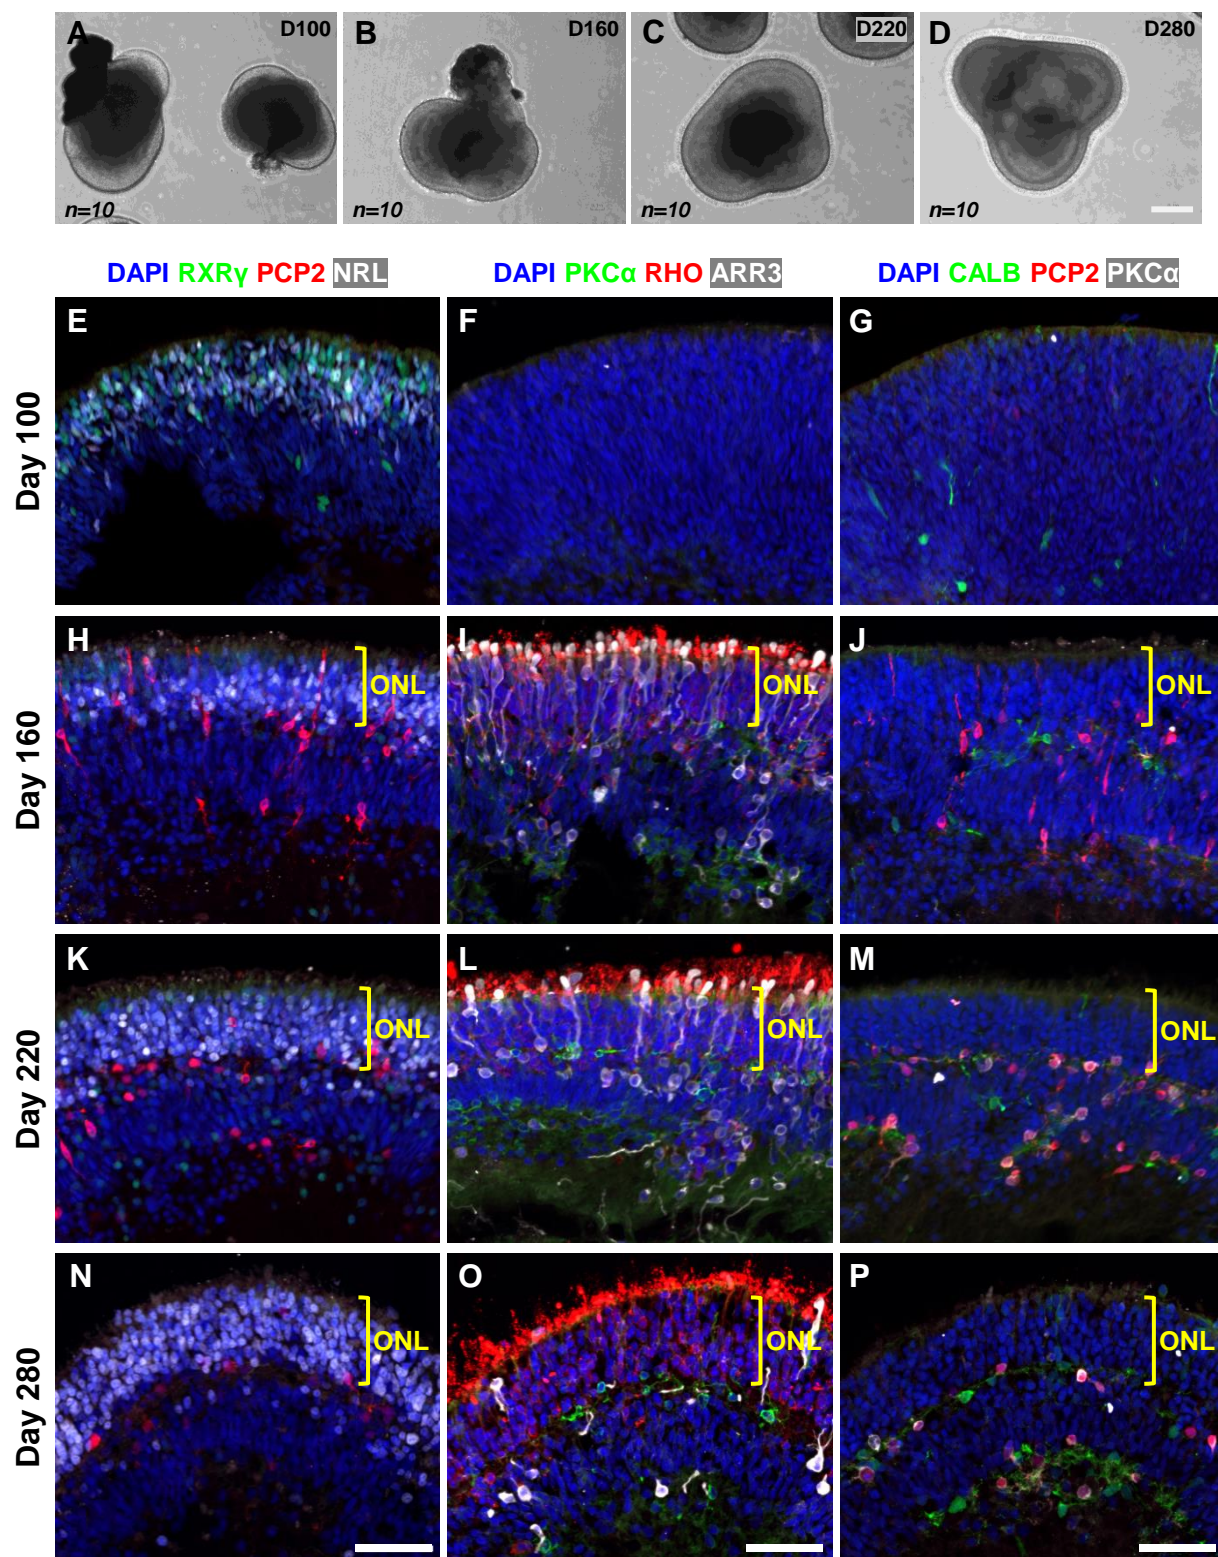 A D100
n=10
B D160
n=10
C D220
n=10
D D280
n=10
DAPI RXRγ PCP2 NRL
DAPI PKCα RHO ARR3
DAPI CALB PCP2 PKCα
Day 100
E
F
G
Day 160
H
ONL
I
ONL
J
ONL
Day 220
K
ONL
L
ONL
M
ONL
Day 280
N
ONL
O
ONL
P
ONL